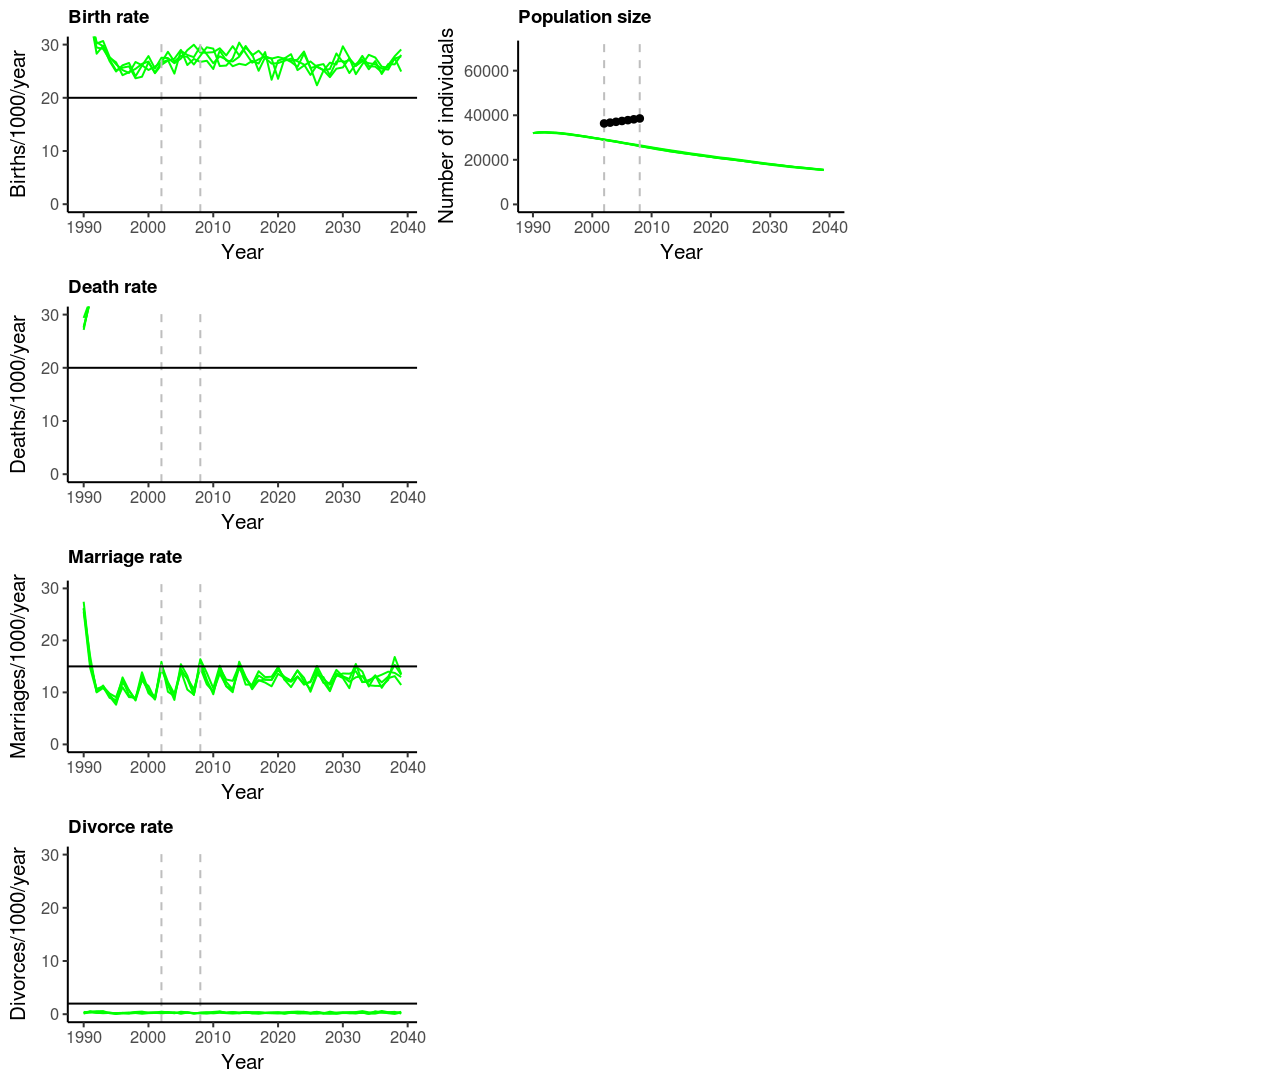 Birth rate
Births/1000/year
30
20
10
0
1990 2000 2010 2020 2030 2040
Year
Population size
Number of individuals
60000
40000
20000
0
1990 2000 2010 2020 2030 2040
Year
Death rate
Deaths/1000/year
30
20
10
0
1990 2000 2010 2020 2030 2040
Year
Marriage rate
Marriages/1000/year
30
20
10
0
1990 2000 2010 2020 2030 2040
Year
Divorce rate
Divorces/1000/year
30
20
10
0
1990 2000 2010 2020 2030 2040
Year